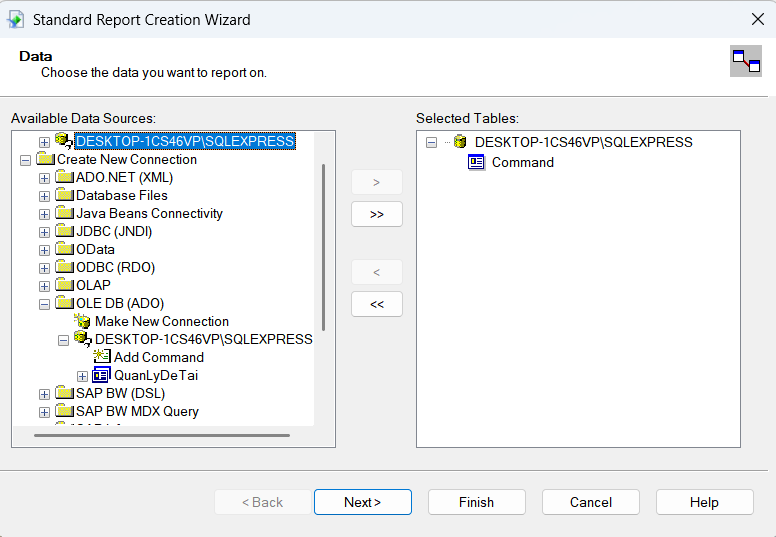 Standard Report Creation Wizard
Data
Choose the data you want to report on.
Available Data Sources:
DESKTOP-1CS46VP\SQLEXPRESS
Create New Connection
ADO.NET (XML)
Database Files
Java Beans Connectivity
JDBC (JNDI)
OData
ODBC (RDO)
OLAP
OLE DB (ADO)
Make New Connection
DESKTOP-1CS46VP\SQLEXPRESS
Add Command
QuanLyDeTai
SAP BW (DSL)
SAP BW MDX Query
>
>>
<
<<
Selected Tables:
DESKTOP-1CS46VP\SQLEXPRESS
Command
< Back
Next >
Finish
Cancel
Help